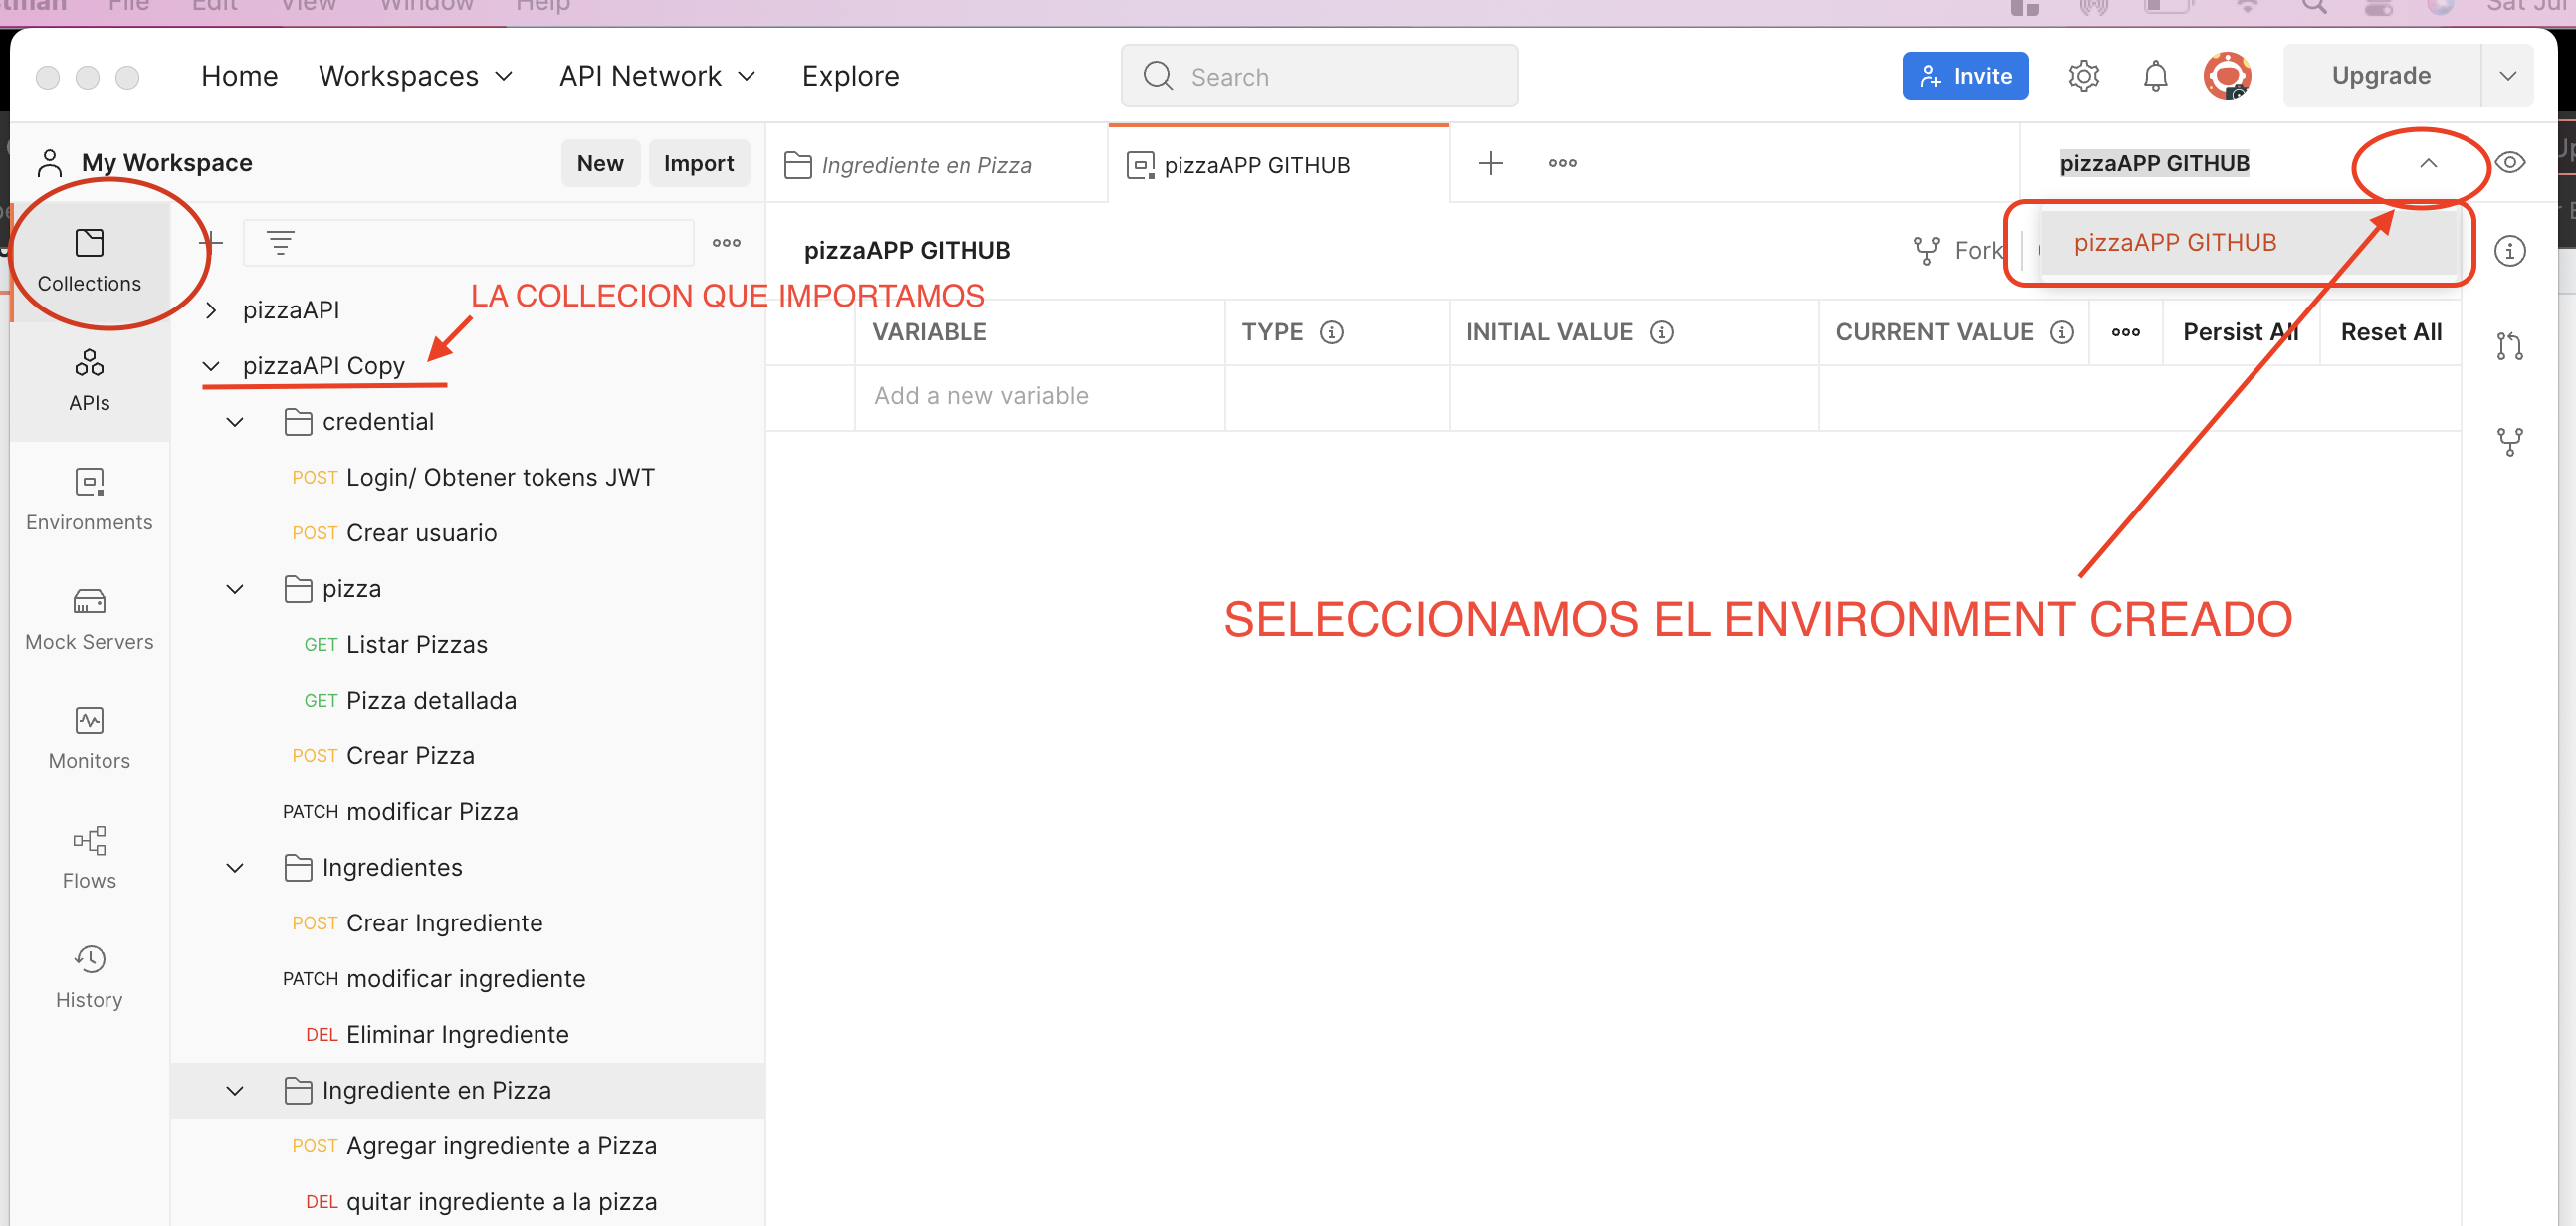 File Edit View Window Help
Sat Jul
Home Workspaces API Network Explore
Search
Invite
Upgrade
My Workspace
New
Import
Ingrediente en Pizza
pizzaAPP GITHUB
pizzaAPP GITHUB
Collections
APIs
Environments
Mock Servers
Monitors
Flows
History
LA COLLECION QUE IMPORTAMOS
pizzaAPI
pizzaAPI Copy
credential
POST Login/ Obtener tokens JWT
POST Crear usuario
pizza
GET Listar Pizzas
GET Pizza detallada
POST Crear Pizza
PATCH modificar Pizza
Ingredientes
POST Crear Ingrediente
PATCH modificar ingrediente
DEL Eliminar Ingrediente
Ingrediente en Pizza
POST Agregar ingrediente a Pizza
DEL quitar ingrediente a la pizza
pizzaAPP GITHUB
Fork
pizzaAPP GITHUB
VARIABLE TYPE INITIAL VALUE CURRENT VALUE Persist All Reset All
Add a new variable
SELECCIONAMOS EL ENVIRONMENT CREADO